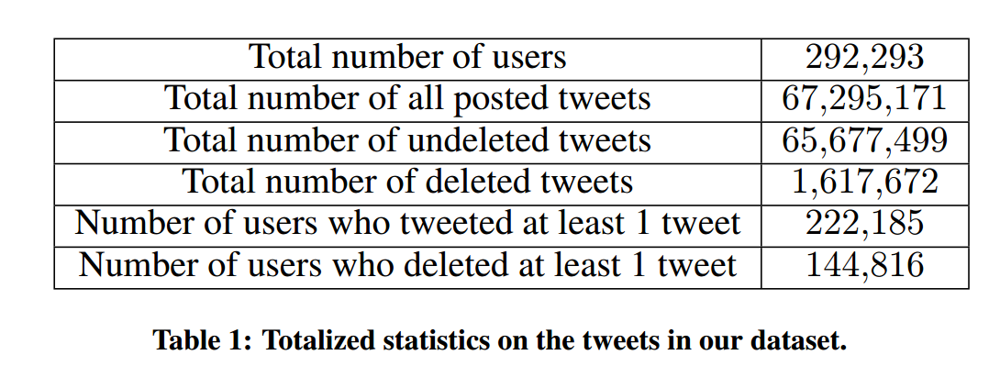 Total number of users 292,293
Total number of all posted tweets 67,295,171
Total number of undeleted tweets 65,677,499
Total number of deleted tweets 1,617,672
Number of users who tweeted at least 1 tweet 222,185
Number of users who deleted at least 1 tweet 144,816
Table 1: Totalized statistics on the tweets in our dataset.